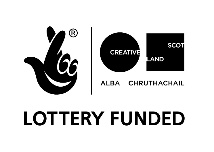 ®
CREATIVE
SCOT
LAND
ALBA CHRUTHACHAIL
LOTTERY FUNDED